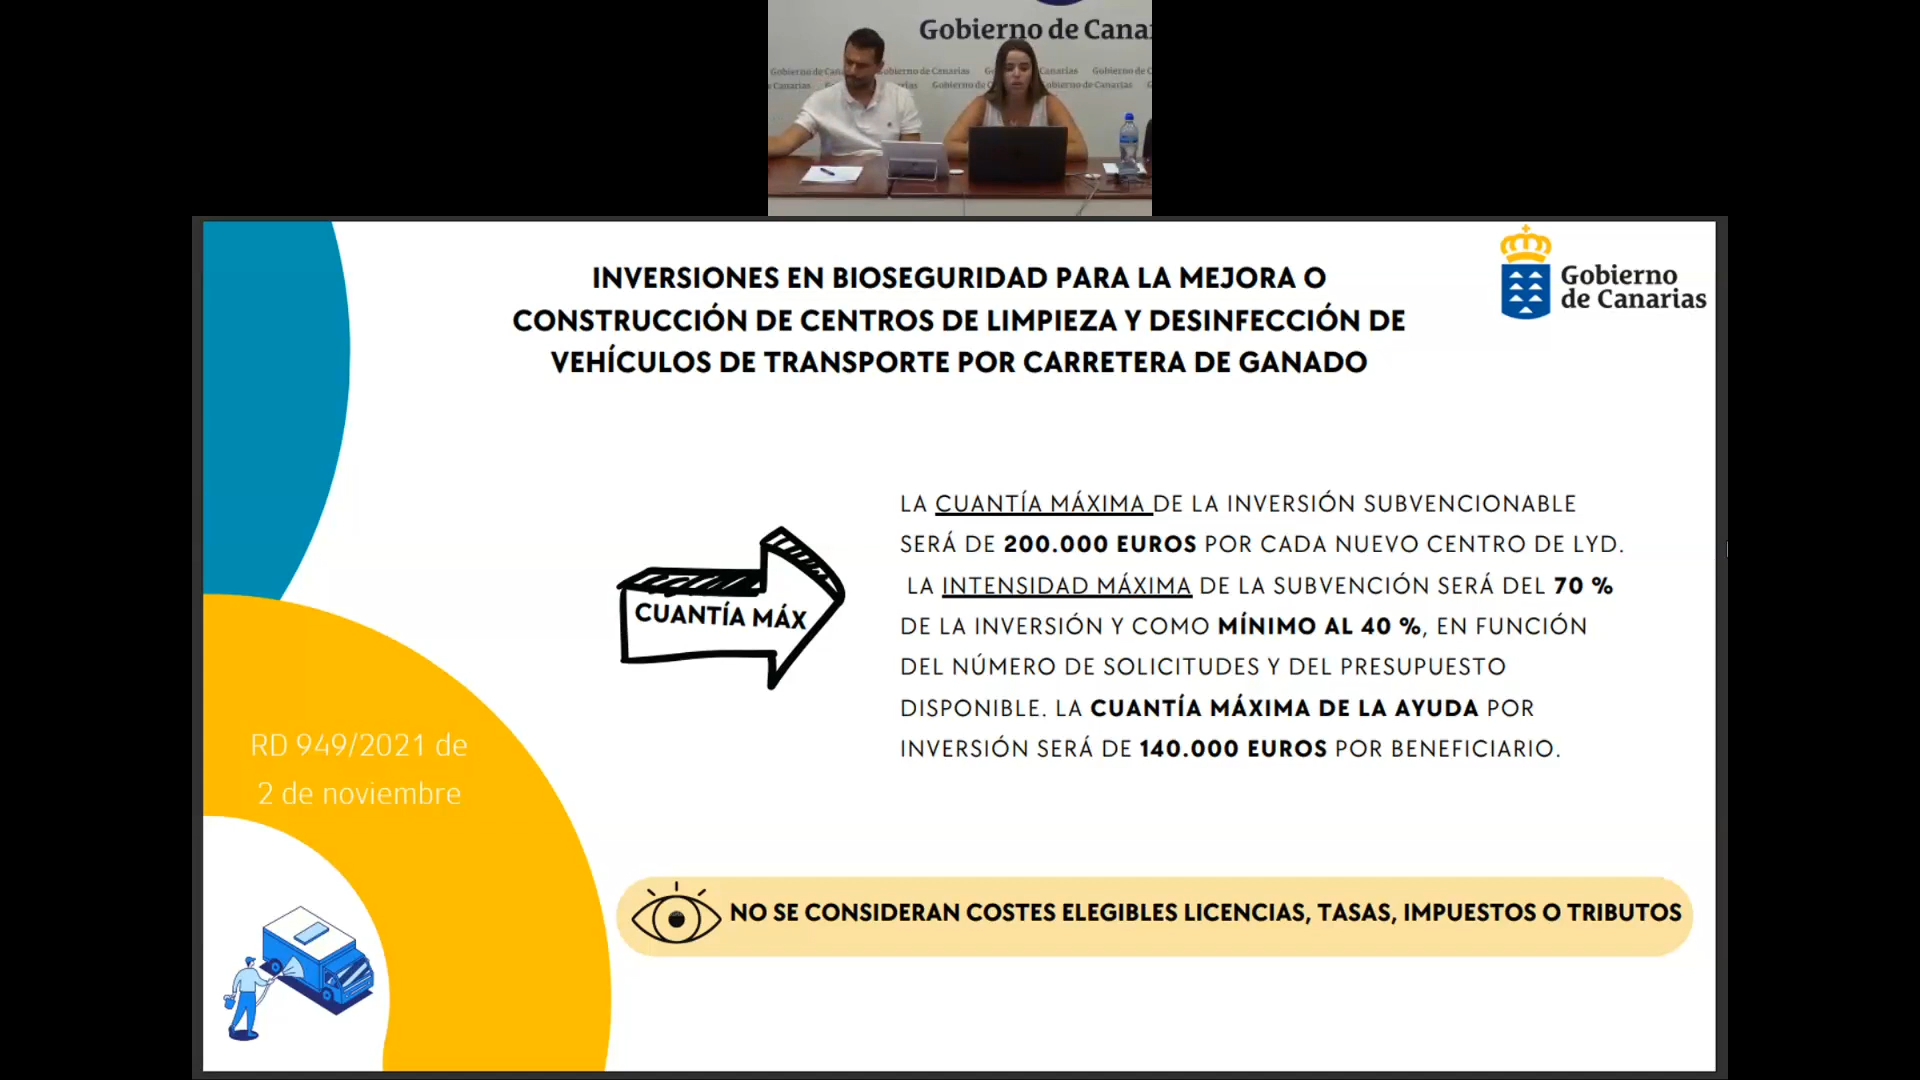 Gobierno de Cana
Gobierno de Canarias
Gobierno
de Canarias
INVERSIONES EN BIOSEGURIDAD PARA LA MEJORA O
CONSTRUCCIÓN DE CENTROS DE LIMPIEZA Y DESINFECCIÓN DE
VEHÍCULOS DE TRANSPORTE POR CARRETERA DE GANADO
LA CUANTÍA MÁXIMA DE LA INVERSIÓN SUBVENCIONABLE
SERÁ DE 200.000 EUROS POR CADA NUEVO CENTRO DE LYD.
LA INTENSIDAD MÁXIMA DE LA SUBVENCIÓN SERÁ DEL 70 %
DE LA INVERSIÓN Y COMO MÍNIMO AL 40 %, EN FUNCIÓN
DEL NÚMERO DE SOLICITUDES Y DEL PRESUPUESTO
DISPONIBLE. LA CUANTÍA MÁXIMA DE LA AYUDA POR
INVERSIÓN SERÁ DE 140.000 EUROS POR BENEFICIARIO.
CUANTÍA MÁX
RD 949/2021 de
2 de noviembre
NO SE CONSIDERAN COSTES ELEGIBLES LICENCIAS, TASAS, IMPUESTOS O TRIBUTOS